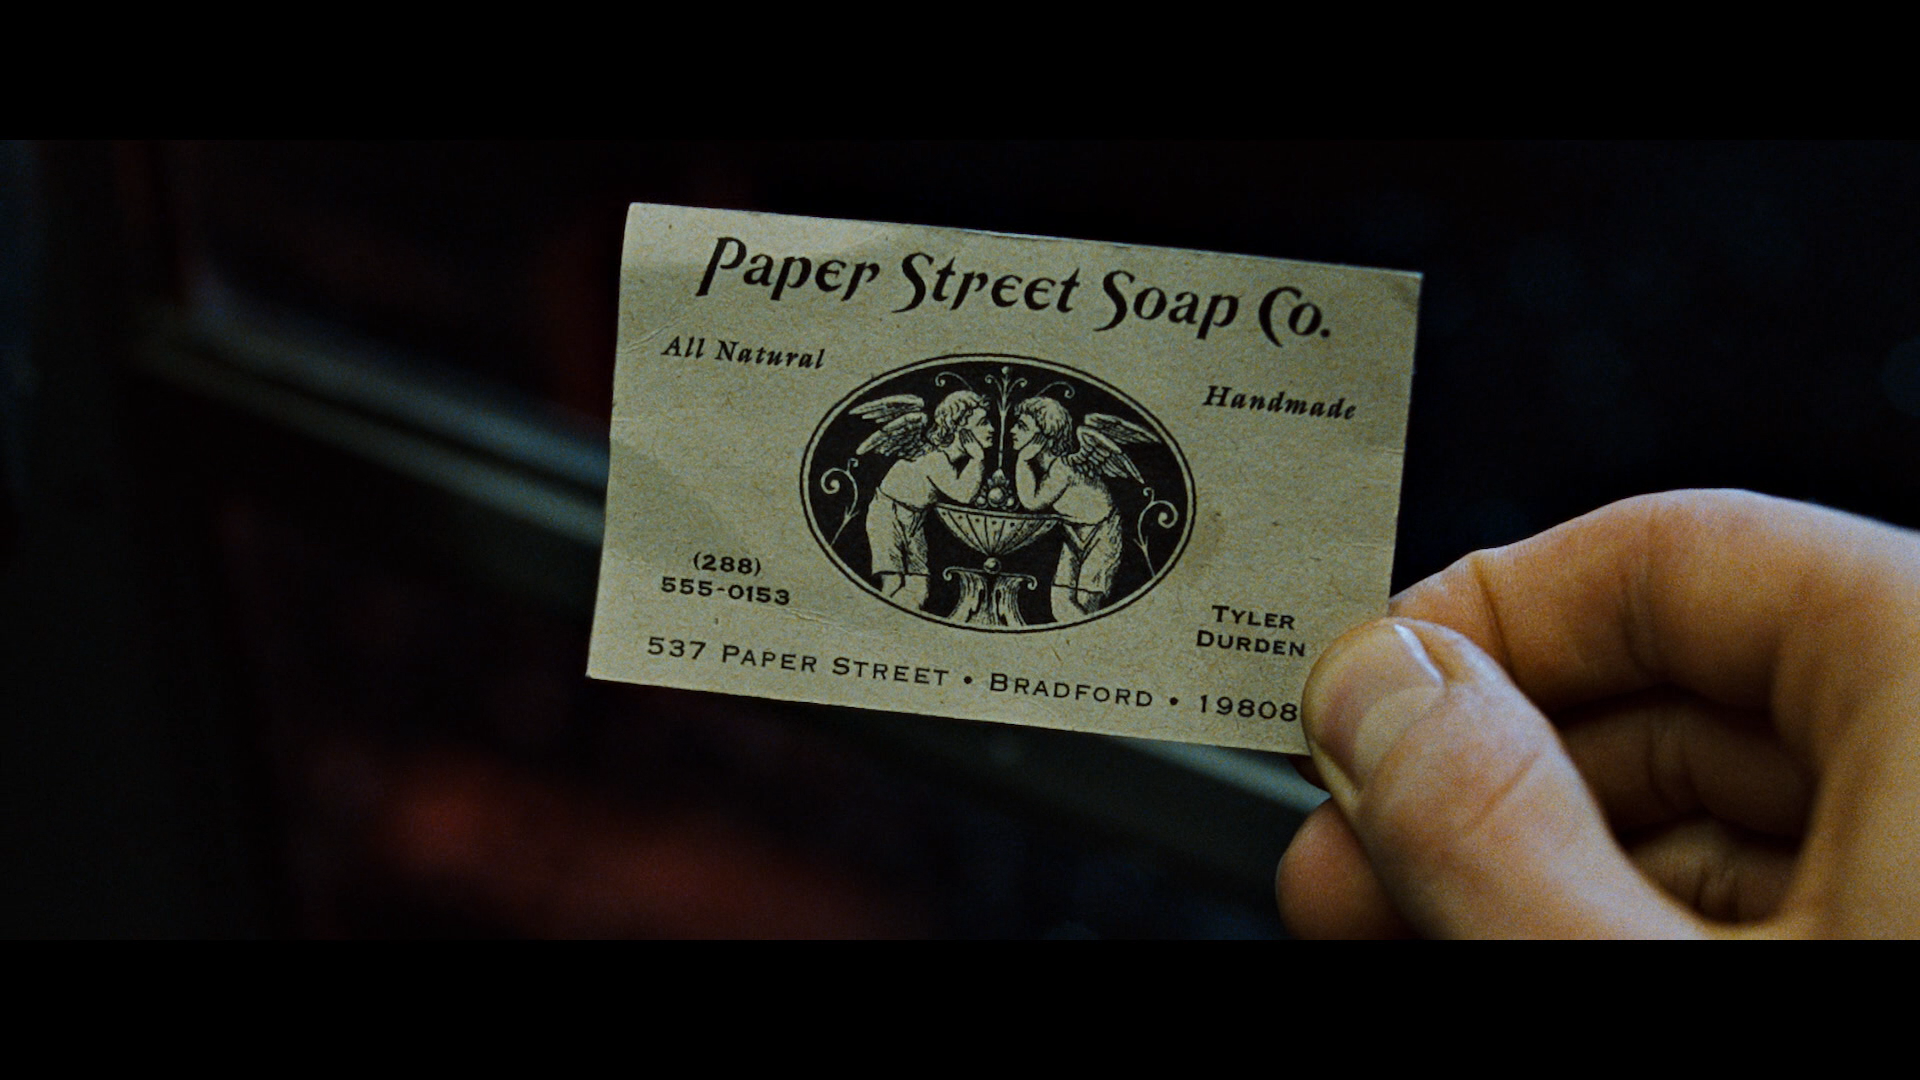 Paper Street Soap Co.
All Natural
Handmade
(288)
555-0153
TYLER
DURDEN
537 PAPER STREET • BRADFORD • 19808